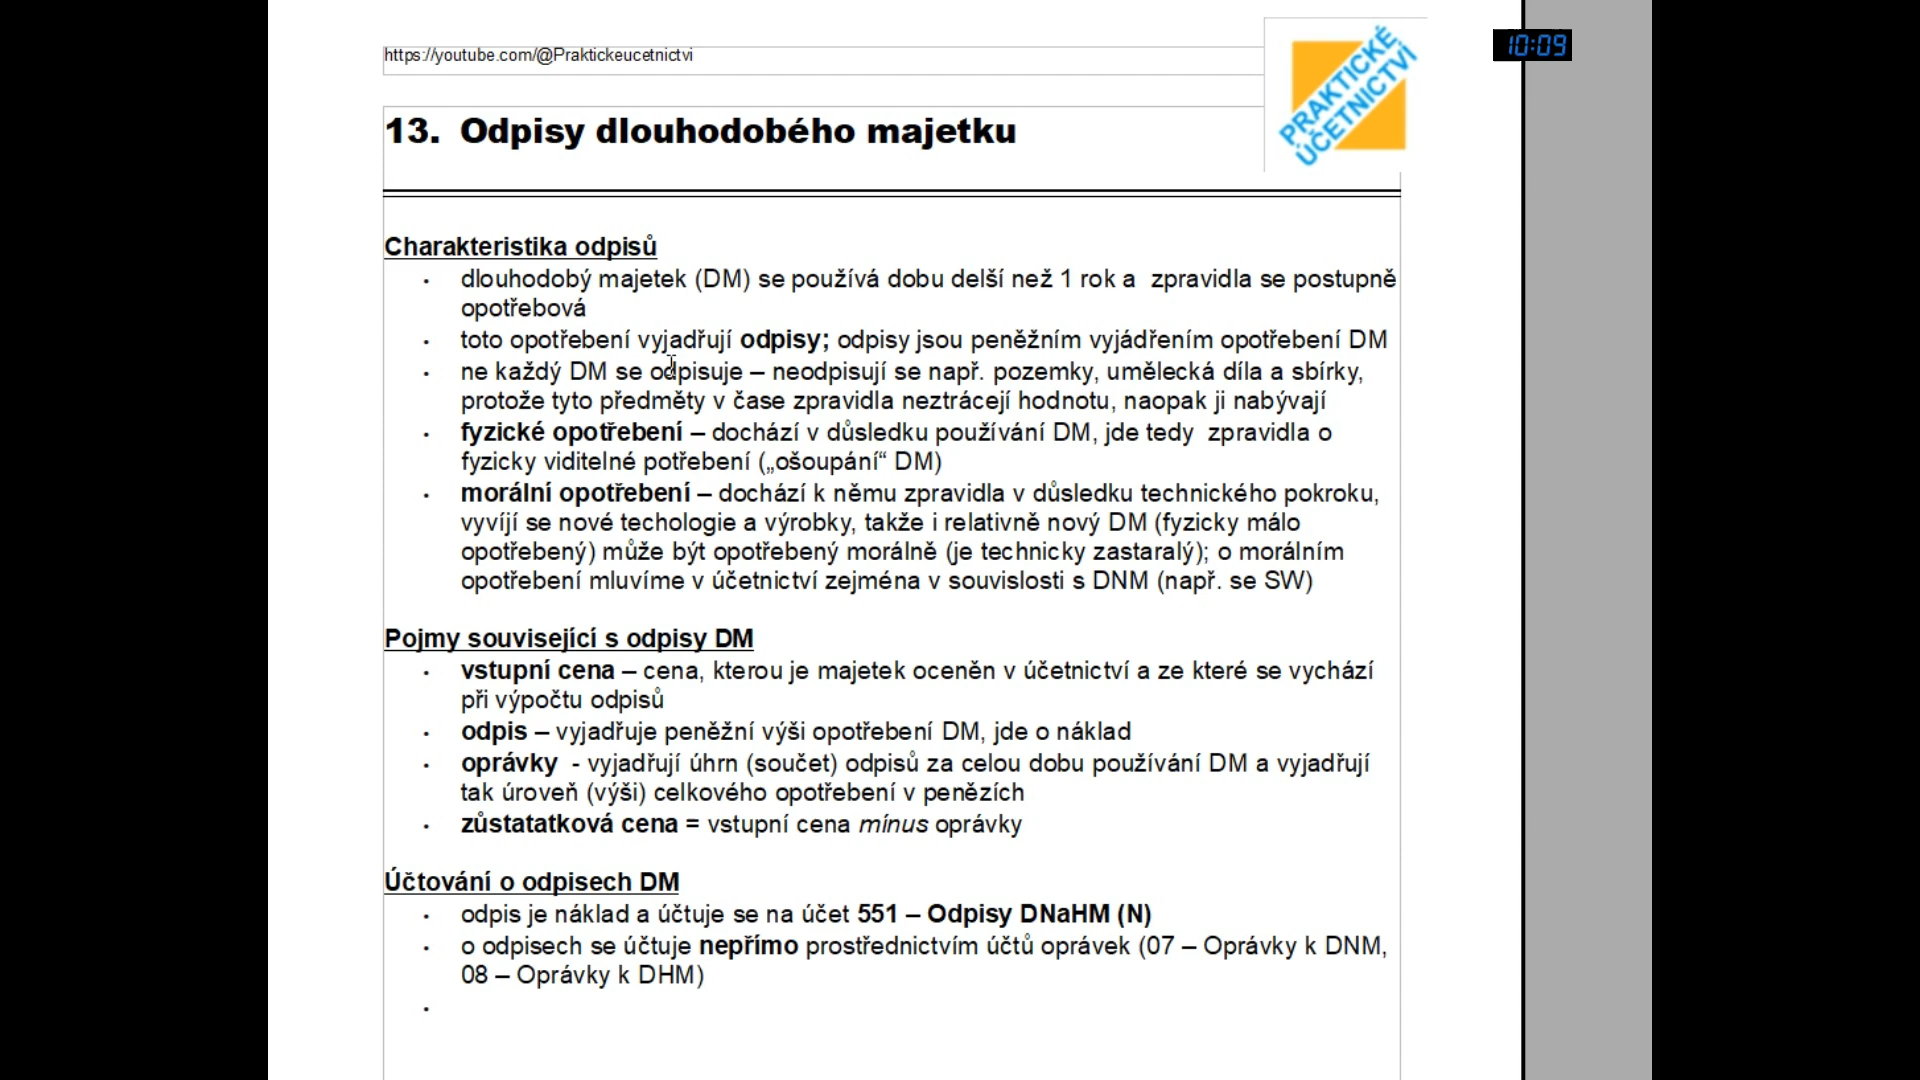 https://youtube.com/@Praktickeucetnictvi
PRAKTICKÉ
ÚČETNICTVÍ
10:09
13. Odpisy dlouhodobého majetku
Charakteristika odpisů
• dlouhodobý majetek (DM) se používá dobu delší než 1 rok a zpravidla se postupně
opotřebová
• toto opotřebení vyjadřují odpisy; odpisy jsou peněžním vyjádřením opotřebení DM
• ne každý DM se odpisuje – neodpisují se např. pozemky, umělecká díla a sbírky,
protože tyto předměty v čase zpravidla neztrácejí hodnotu, naopak ji nabývají
• fyzické opotřebení – dochází v důsledku používání DM, jde tedy zpravidla o
fyzicky viditelné potřebení („ošoupání“ DM)
• morální opotřebení – dochází k němu zpravidla v důsledku technického pokroku,
vyvíjí se nové techologie a výrobky, takže i relativně nový DM (fyzicky málo
opotřebený) může být opotřebený morálně (je technicky zastaralý); o morálním
opotřebení mluvíme v účetnictví zejména v souvislosti s DNM (např. se SW)
Pojmy související s odpisy DM
• vstupní cena – cena, kterou je majetek oceněn v účetnictví a ze které se vychází
při výpočtu odpisů
• odpis – vyjadřuje peněžní výši opotřebení DM, jde o náklad
• oprávky - vyjadřují úhrn (součet) odpisů za celou dobu používání DM a vyjadřují
tak úroveň (výši) celkového opotřebení v penězích
• zůstatatková cena = vstupní cena mínus oprávky
Účtování o odpisech DM
• odpis je náklad a účtuje se na účet 551 – Odpisy DNaHM (N)
• o odpisech se účtuje nepřímo prostřednictvím účtů oprávek (07 – Oprávky k DNM,
08 – Oprávky k DHM)
•